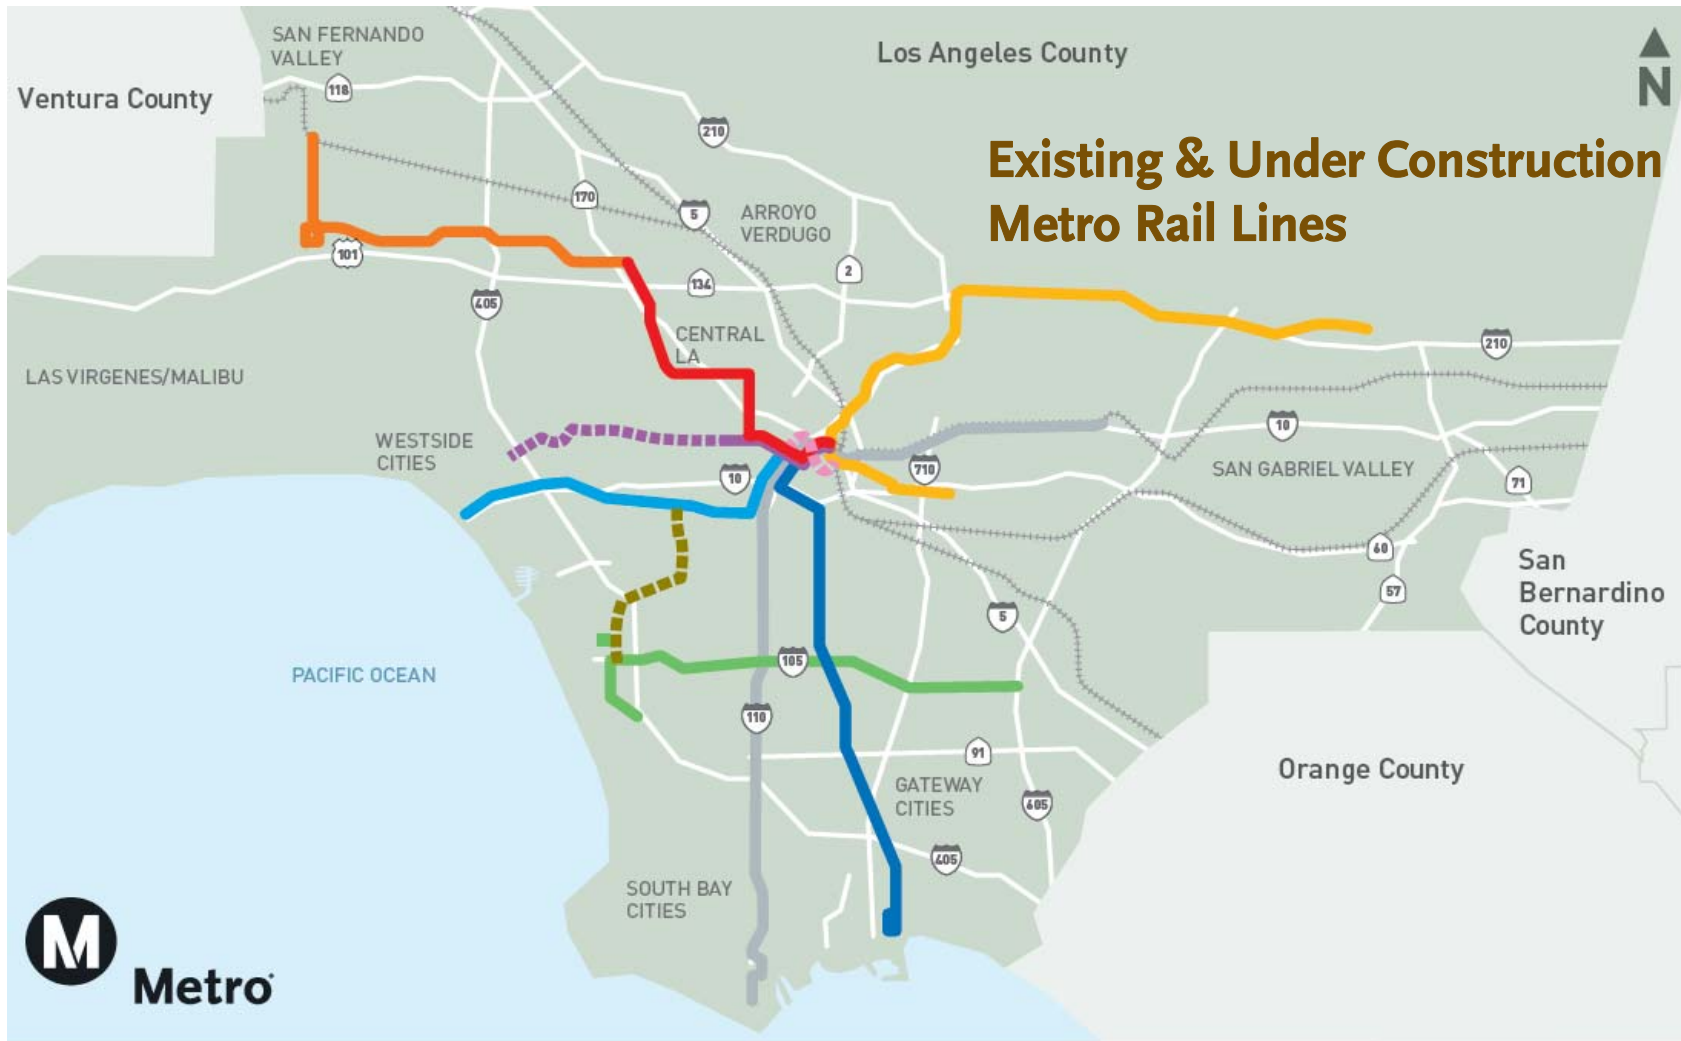 SAN FERNANDO
VALLEY
Los Angeles County
N
Ventura County
118
210
Existing & Under Construction
Metro Rail Lines
170
5
ARROYO
VERDUGO
101
2
134
405
CENTRAL
LA
210
LAS VIRGENES/MALIBU
WESTSIDE
CITIES
10
10
710
SAN GABRIEL VALLEY
71
60
San
Bernardino
County
57
5
105
PACIFIC OCEAN
110
91
Orange County
GATEWAY
CITIES
605
405
SOUTH BAY
CITIES
M
Metro